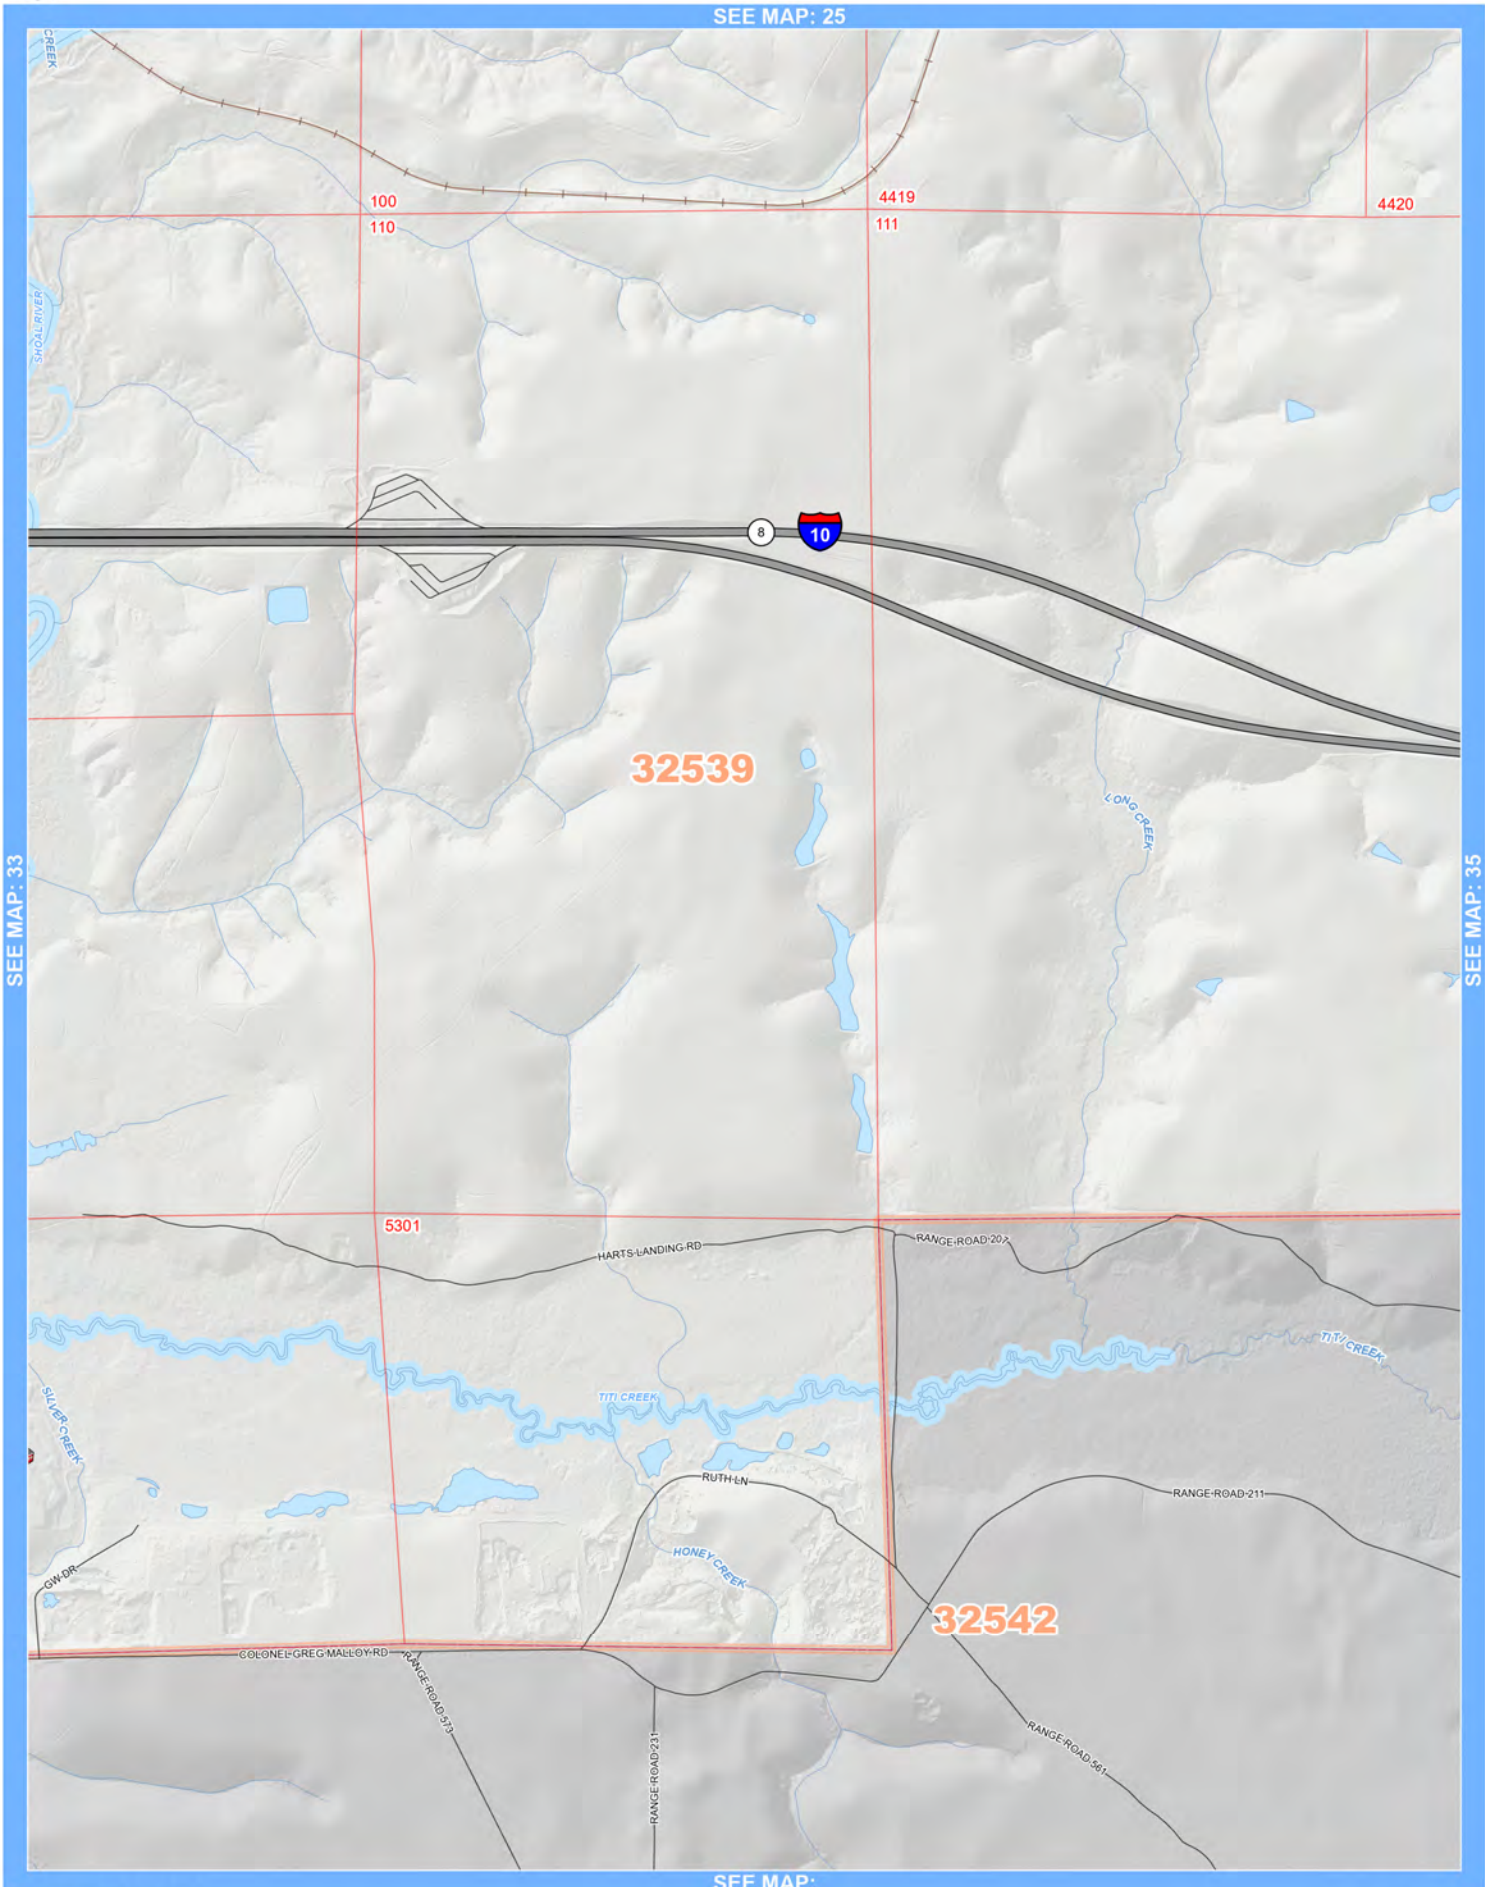 SEE MAP: 25
CREEK
100
4419
4420
110
111
SHOAL RIVER
8
10
32539
LONG CREEK
SEE MAP: 33
SEE MAP: 35
5301
HARTS LANDING RD
RANGE ROAD 207
TITI CREEK
SILVER CREEK
TITI CREEK
RUTH LN
RANGE ROAD 211
HONEY CREEK
GW DR
32542
COLONEL GREG MALLOY RD
RANGE ROAD 573
RANGE ROAD 231
RANGE ROAD 561
SEE MAP: